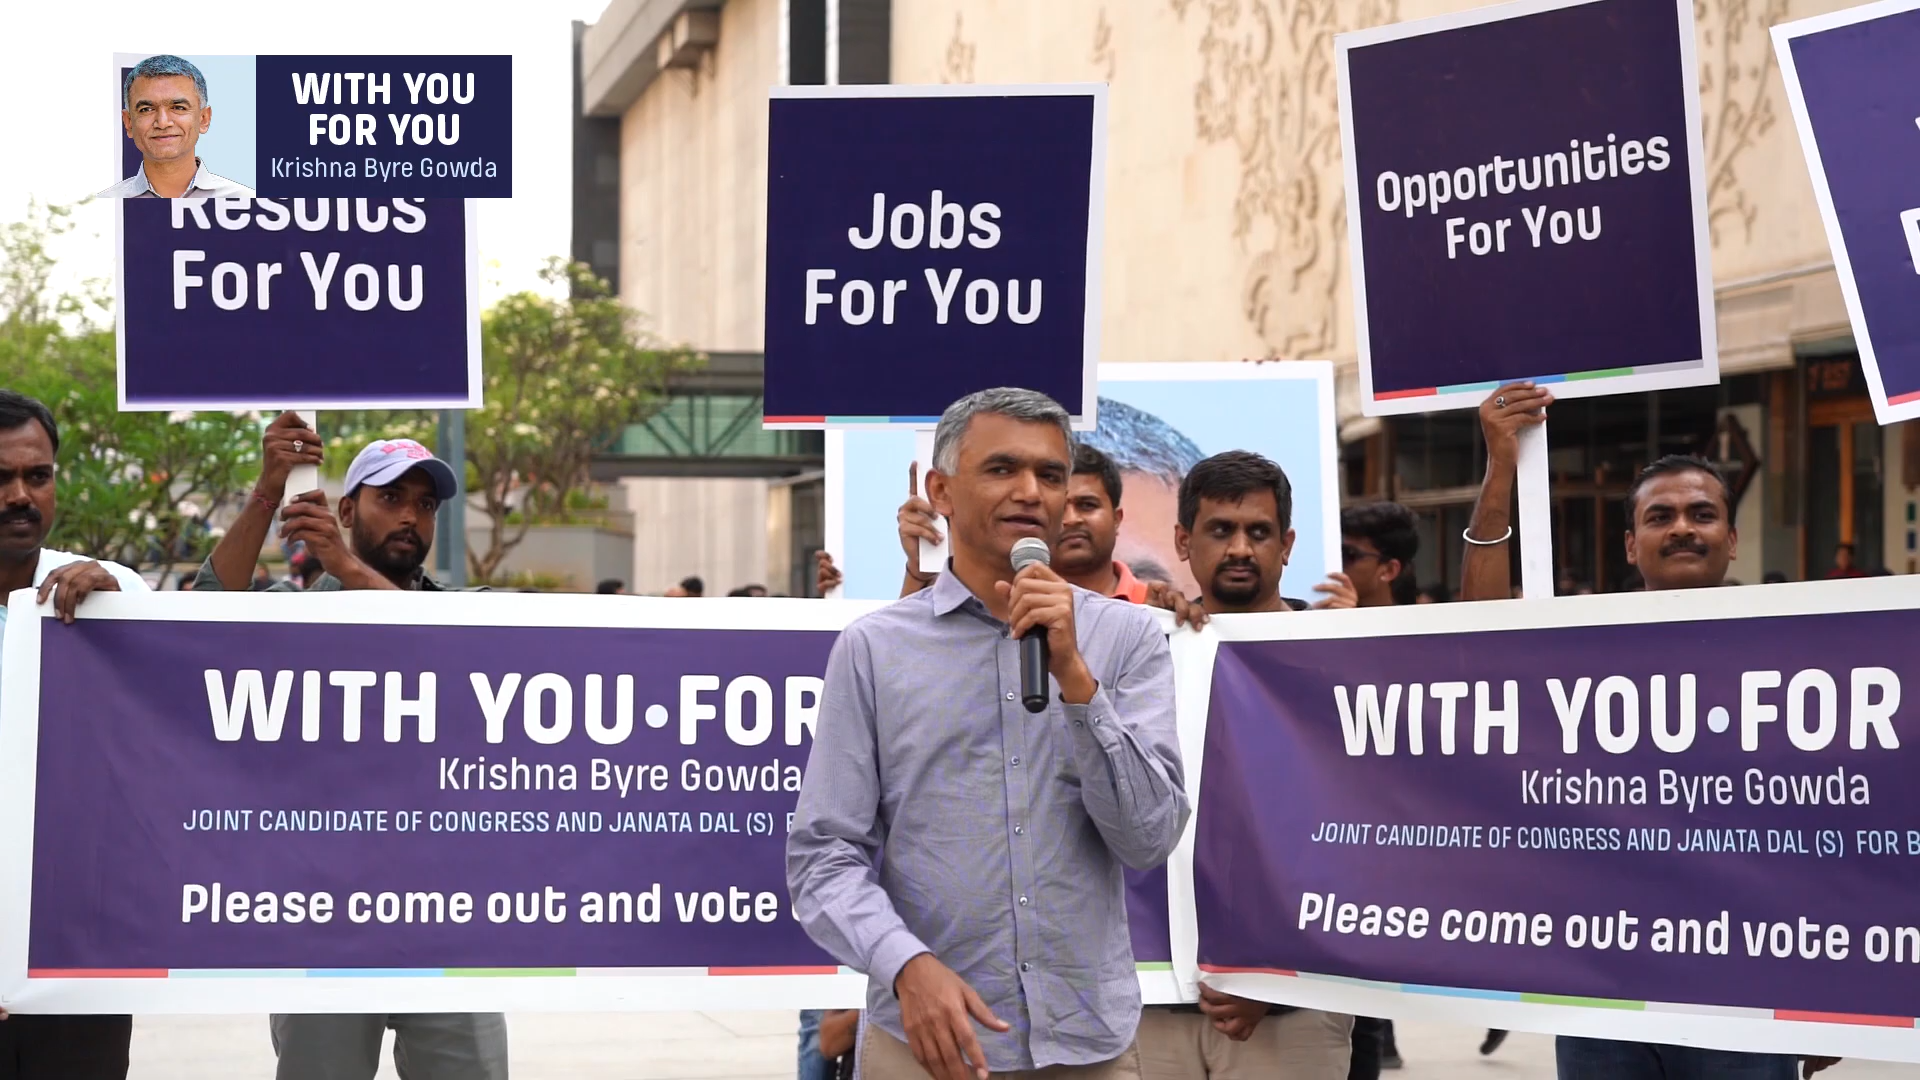 WITH YOU
FOR YOU
Krishna Byre Gowda
Results
For You
Jobs
For You
Opportunities
For You
WITH YOU•FOR
Krishna Byre Gowda
JOINT CANDIDATE OF CONGRESS AND JANATA DAL (S)
Please come out and vote
WITH YOU•FOR
Krishna Byre Gowda
JOINT CANDIDATE OF CONGRESS AND JANATA DAL (S) FOR B
Please come out and vote on